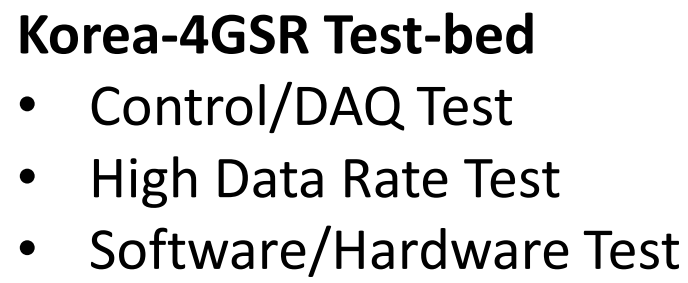 Korea-4GSR Test-bed
• Control/DAQ Test
• High Data Rate Test
• Software/Hardware Test